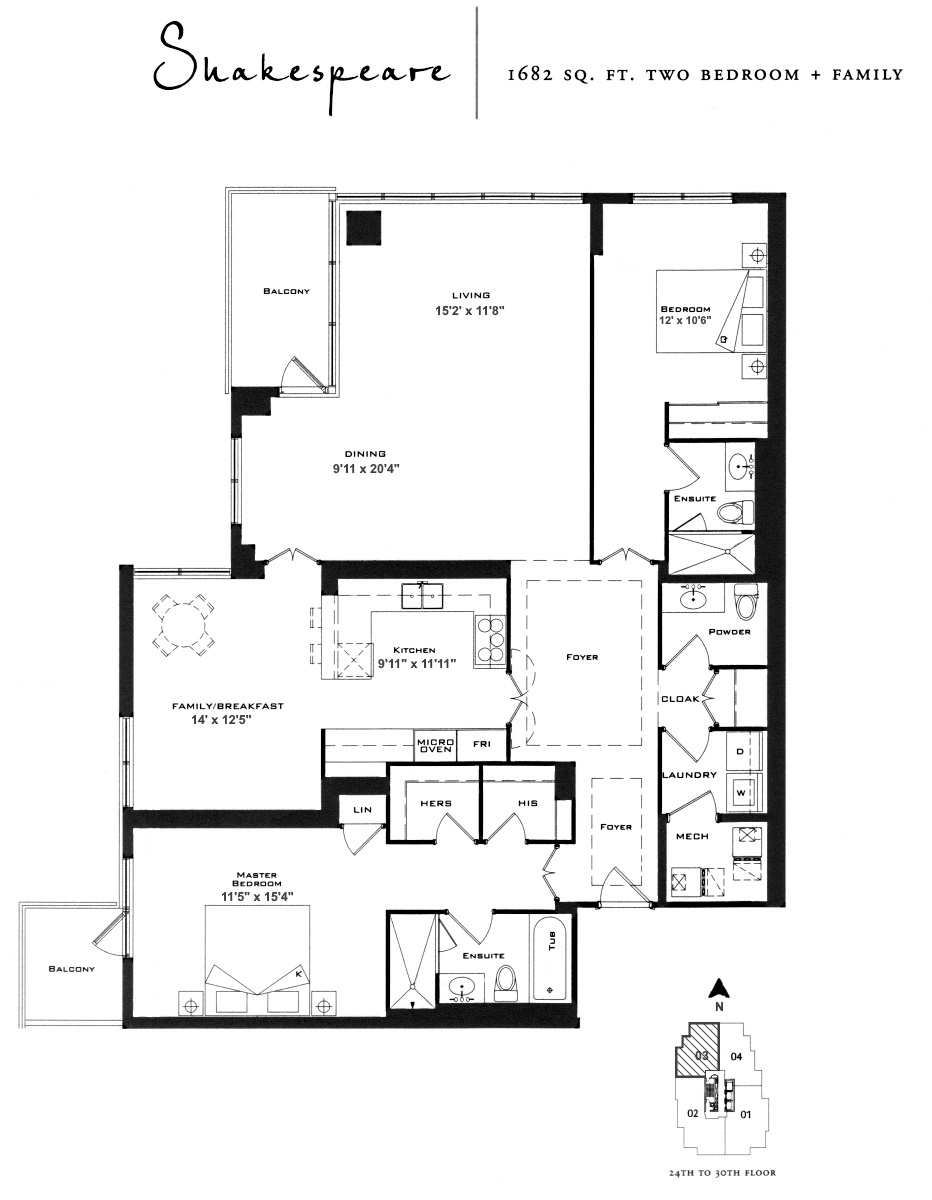 Shakespeare
1682 SQ. FT. TWO BEDROOM + FAMILY
BALCONY
LIVING
15'2' x 11'8"
BEDROOM
12' x 10'6"
Q
DINING
9'11 x 20'4"
ENSUITE
POWDER
KITCHEN
9'11" x 11'11"
FOYER
FAMILY/BREAKFAST
14' x 12'5"
CLOAK
MICRO
OVEN
FRI
D
LAUNDRY
W
LIN
HERS
HIS
FOYER
MECH
MASTER
BEDROOM
11'5" x 15'4"
K
BALCONY
ENSUITE
TUB
N
03
04
02
01
24TH TO 30TH FLOOR